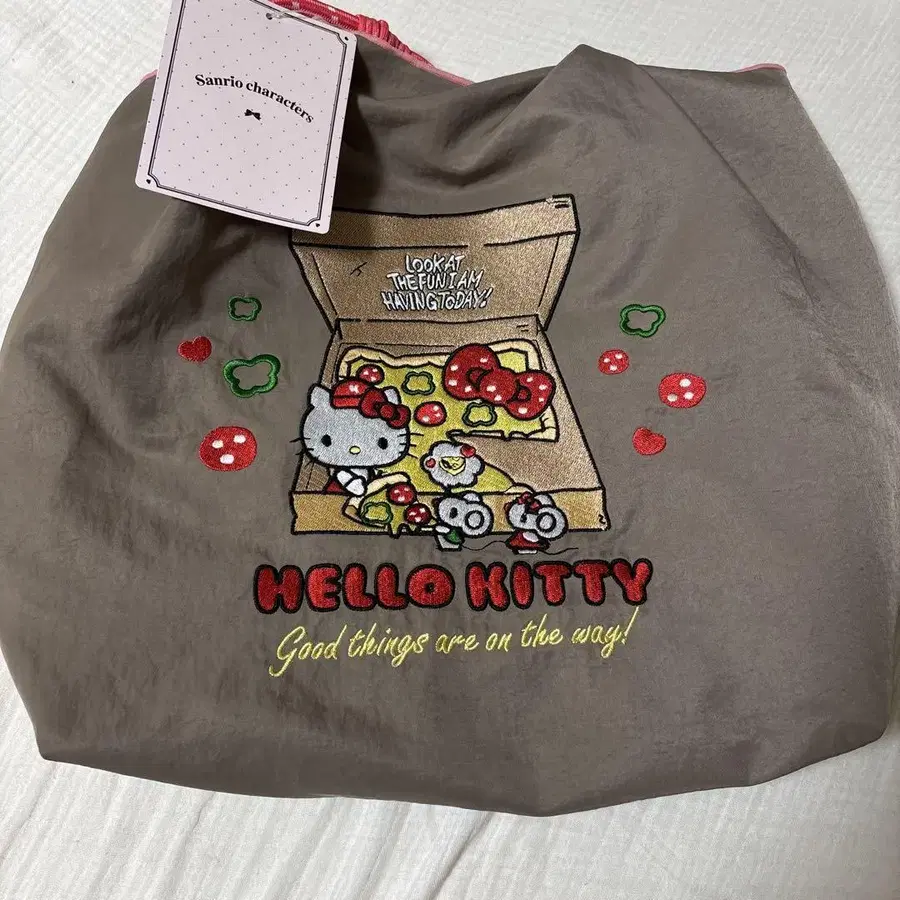 Sanrio characters
LOOK AT
THE FUN I AM
HAVING TODAY!
HELLO KITTY
Good things are on the way!